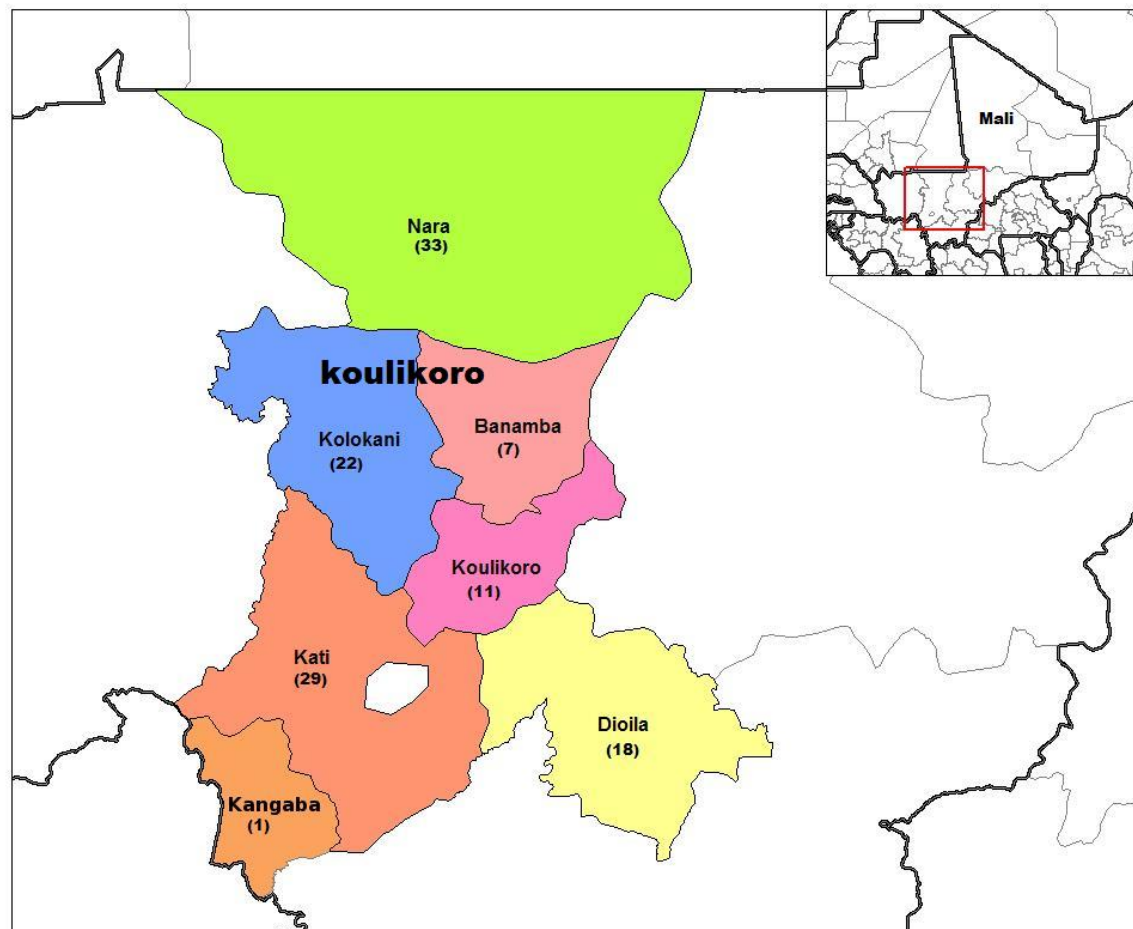 Mali
Nara
(33)
koulikoro
Kolokani
(22)
Banamba
(7)
Koulikoro
(11)
Kati
(29)
Dioila
(18)
Kangaba
(1)